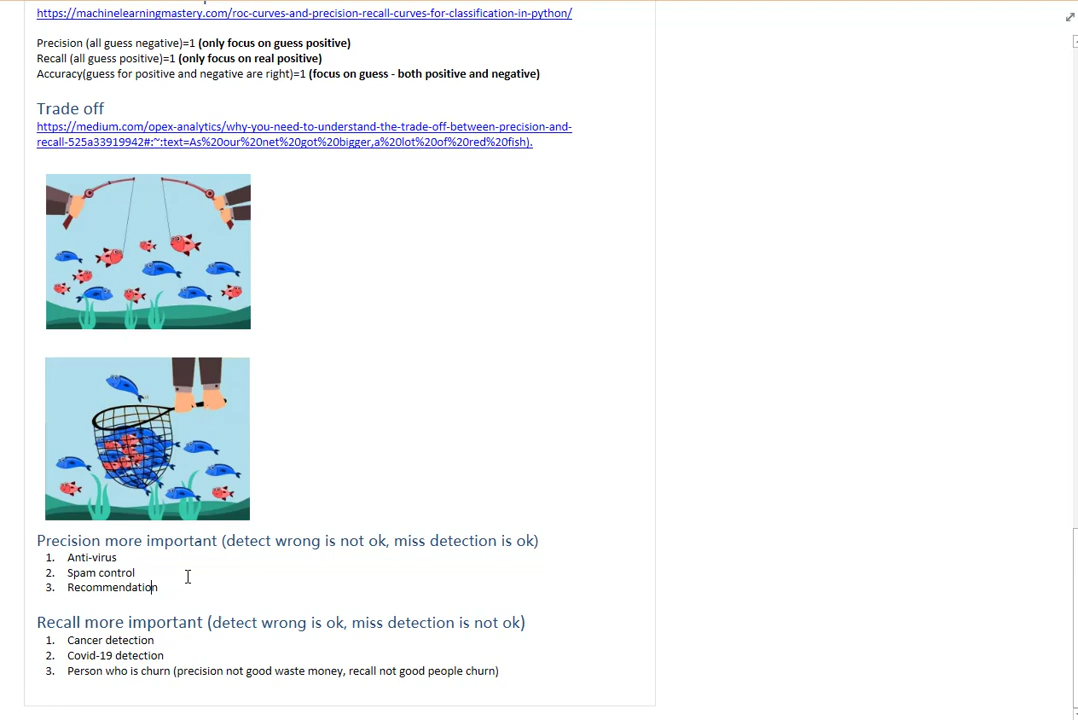 https://machinelearningmastery.com/roc-curves-and-precision-recall-curves-for-classification-in-python/
Precision (all guess negative)=1 (only focus on guess positive)
Recall (all guess positive)=1 (only focus on real positive)
Accuracy(guess for positive and negative are right)=1 (focus on guess - both positive and negative)
Trade off
https://medium.com/opex-analytics/why-you-need-to-understand-the-trade-off-between-precision-and-
recall-525a33919942#:~:text=As%20our%20net%20got%20bigger,a%20lot%20of%20red%20fish).
Precision more important (detect wrong is not ok, miss detection is ok)
1. Anti-virus
2. Spam control
3. Recommendation
Recall more important (detect wrong is ok, miss detection is not ok)
1. Cancer detection
2. Covid-19 detection
3. Person who is churn (precision not good waste money, recall not good people churn)